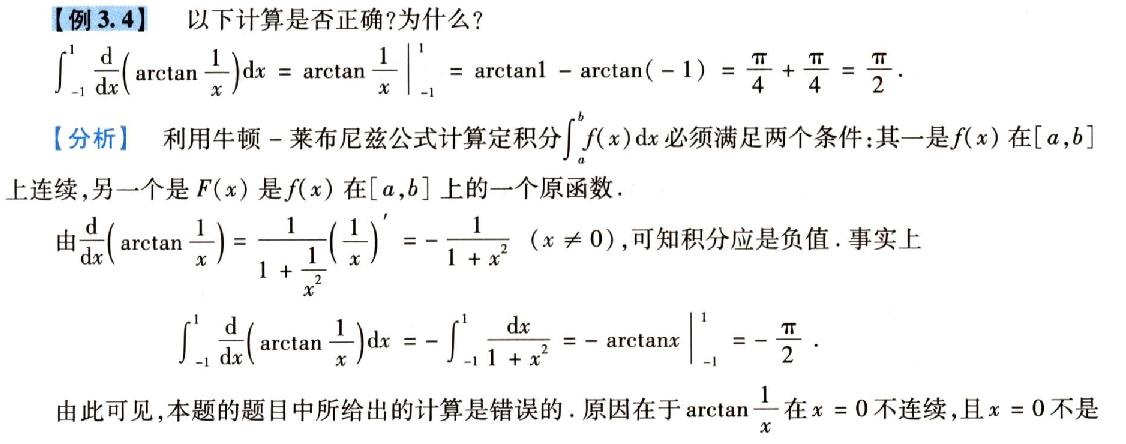 【例 3.4】 以下计算是否正确?为什么?
$\int_{-1}^{1} \frac{d}{dx}\left(\arctan \frac{1}{x}\right)dx = \arctan \frac{1}{x} \Big|_{-1}^{1} = \arctan 1 - \arctan(-1) = \frac{\pi}{4} + \frac{\pi}{4} = \frac{\pi}{2}.$
【分析】 利用牛顿－莱布尼兹公式计算定积分$\int_{a}^{b} f(x)dx$必须满足两个条件:其一是$f(x)$在$[a,b]$
上连续,另一个是$F(x)$是$f(x)$在$[a,b]$上的一个原函数.
由$\frac{d}{dx}\left(\arctan \frac{1}{x}\right) = \frac{1}{1+\frac{1}{x^2}}\left(\frac{1}{x}\right)' = -\frac{1}{1+x^2}$ $(x \neq 0)$,可知积分应是负值.事实上
$\int_{-1}^{1} \frac{d}{dx}\left(\arctan \frac{1}{x}\right)dx = -\int_{-1}^{1} \frac{dx}{1+x^2} = -\arctan x \Big|_{-1}^{1} = -\frac{\pi}{2}.$
由此可见,本题的题目中所给出的计算是错误的.原因在于$\arctan \frac{1}{x}$在$x = 0$不连续,且$x = 0$不是